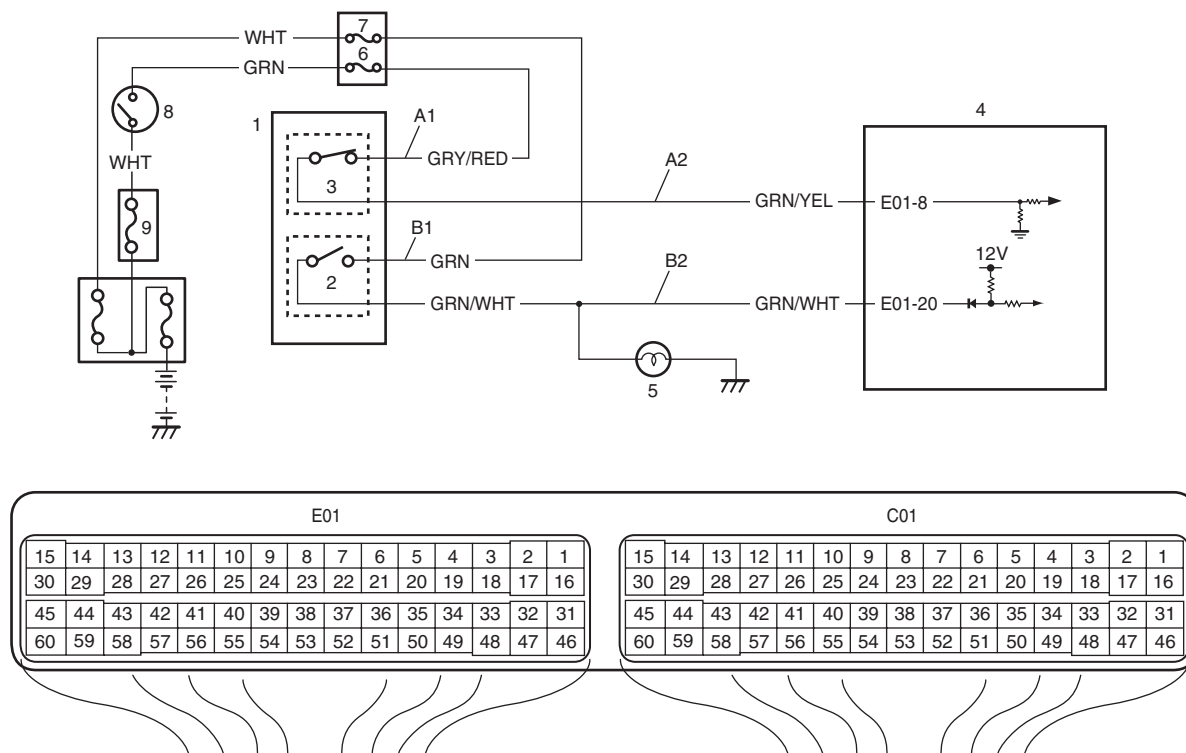 7
WHT
6
GRN
8
1
A1
4
WHT
GRY/RED
A2
3
GRN/YEL
E01-8
9
B1
12V
GRN
B2
2
GRN/WHT
GRN/WHT
E01-20
5
E01
C01
15 14 13 12 11 10 9 8 7 6 5 4 3 2 1
15 14 13 12 11 10 9 8 7 6 5 4 3 2 1
30 29 28 27 26 25 24 23 22 21 20 19 18 17 16
30 29 28 27 26 25 24 23 22 21 20 19 18 17 16
45 44 43 42 41 40 39 38 37 36 35 34 33 32 31
45 44 43 42 41 40 39 38 37 36 35 34 33 32 31
60 59 58 57 56 55 54 53 52 51 50 49 48 47 46
60 59 58 57 56 55 54 53 52 51 50 49 48 47 46